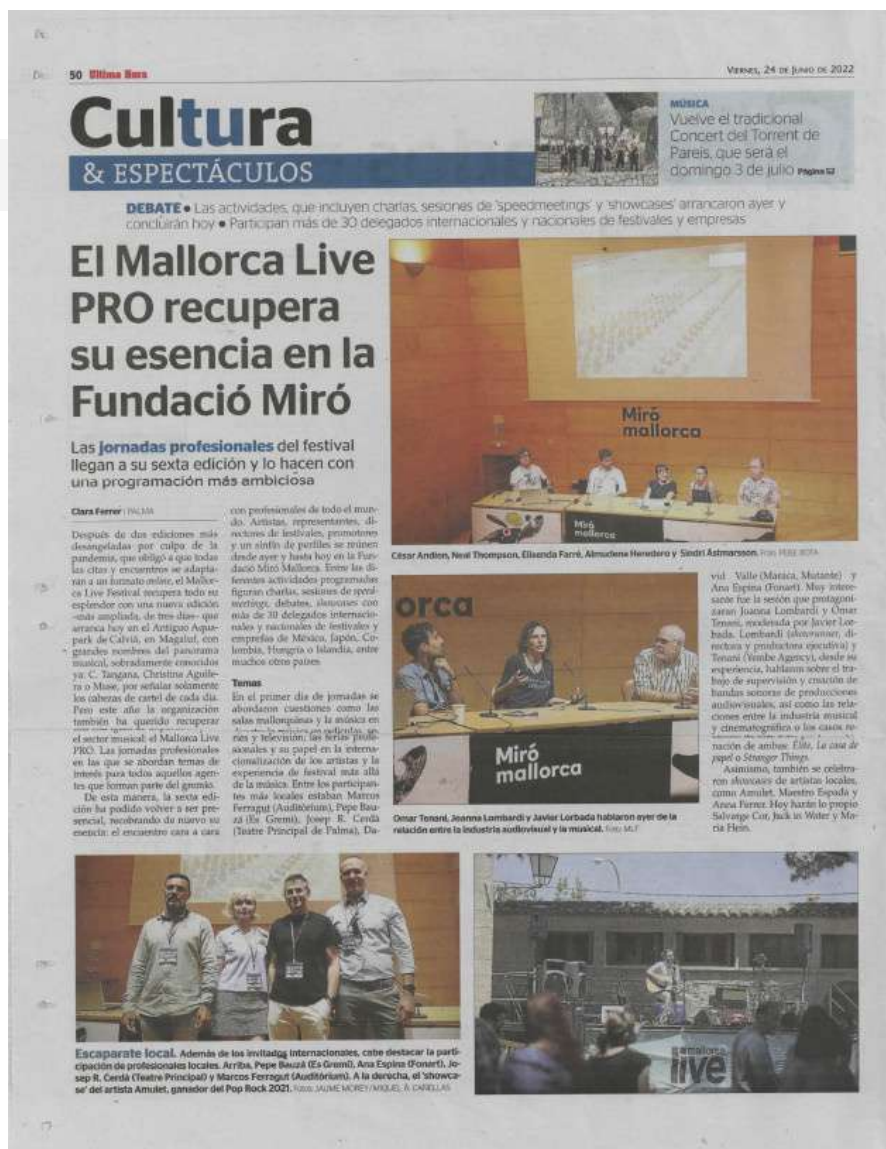 50 Ultima Hora
VIERNES, 24 DE JUNIO DE 2022
Cultura
& ESPECTÁCULOS
MÚSICA
Vuelve el tradicional
Concert del Torrent de
Pareis, que será el
domingo 3 de julio Página 52
DEBATE ● Las actividades, que incluyen charlas, sesiones de 'speedmeetings' y 'showcases' arrancaron ayer y
concluirán hoy ● Participan más de 30 delegados internacionales y nacionales de festivales y empresas
El Mallorca Live
PRO recupera
su esencia en la
Fundació Miró
Las jornadas profesionales del festival
llegan a su sexta edición y lo hacen con
una programación más ambiciosa
Clara Ferrer | PALMA
Después de dos ediciones más
desangeladas por culpa de la
pandemia, que obligó a que todas
las citas y encuentros se adapta-
ran a un formato online, el Mallor-
ca Live Festival recupera todo su
esplendor con una nueva edición
–más ampliada, de tres días– que
arranca hoy en el Antiguo Aqua-
park de Calvià, en Magaluf, con
grandes nombres del panorama
musical, sobradamente conocidos
ya: C. Tangana, Christina Aguile-
ra o Muse, por señalar solamente
los cabezas de cartel de cada día.
Pero este año la organización
también ha querido recuperar
el sector musical: el Mallorca Live
PRO. Las jornadas profesionales
en las que se abordan temas de
interés para todos aquellos agen-
tes que forman parte del gremio.
De esta manera, la sexta edi-
ción ha podido volver a ser pre-
sencial, recobrando de nuevo su
esencia: el encuentro cara a cara
con profesionales de todo el mun-
do. Artistas, representantes, di-
rectores de festivales, promotores
y un sinfín de perfiles se reúnen
desde ayer y hasta hoy en la Fun-
dació Miró Mallorca. Entre las di-
ferentes actividades programadas
figuran charlas, sesiones de speed-
meetings, debates, showcases con
más de 30 delegados internacio-
nales y nacionales de festivales y
empresas de México, Japón, Co-
lombia, Hungría o Islandia, entre
muchos otros países.
Temas
En el primer día de jornadas se
abordaron cuestiones como las
salas mallorquinas y la música en
ries y televisión; las ferias profe-
sionales y su papel en la interna-
cionalización de los artistas y la
experiencia de festival más allá
de la música. Entre los participan-
tes más locales estaban Marcos
Ferragut (Auditòrium), Pepe Bau-
zá (Es Gremi), Josep R. Cerdà
(Teatre Principal de Palma), Da-
Miró
mallorca
Miró
mallorca
César Andión, Neal Thompson, Elisenda Farré, Almudena Heredero y Sindri Ástmarsson. Foto: PERE BOTA
orca
Miró
mallorca
Omar Tenani, Joanna Lombardi y Javier Lorbada hablaron ayer de la
relación entre la industria audiovisual y la musical. Foto: MLF
vid Valle (Maraca, Mutante) y
Ana Espina (Fonart). Muy intere-
sante fue la sesión que protagoni-
zaran Joanna Lombardi y Omar
Tenani, moderada por Javier Lor-
bada. Lombardi (showrunner, di-
rectora y productora ejecutiva) y
Tenani (Yembe Agency), desde su
experiencia, hablaron sobre el tra-
bajo de supervisión y creación de
bandas sonoras de producciones
audiovisuales, así como las rela-
ciones entre la industria musical
y cinematográfica o los casos re-
nación de ambas: Élite, La casa de
papel o Stranger Things.
Asimismo, también se celebra-
ron showcases de artistas locales,
como Amulet, Maestro Espada y
Anna Ferrer. Hoy harán lo propio
Salvatge Cor, Jack in Water y Ma-
ria Hein.
mallorca
live
Escaparate local. Además de los invitados internacionales, cabe destacar la parti-
cipación de profesionales locales. Arriba, Pepe Bauzá (Es Gremi), Ana Espina (Fonart), Jo-
sep R. Cerdà (Teatre Principal) y Marcos Ferragut (Auditòrium). A la derecha, el 'showca-
se' del artista Amulet, ganador del Pop Rock 2021. Fotos: JAUME MOREY/MIQUEL À. CAÑELLAS